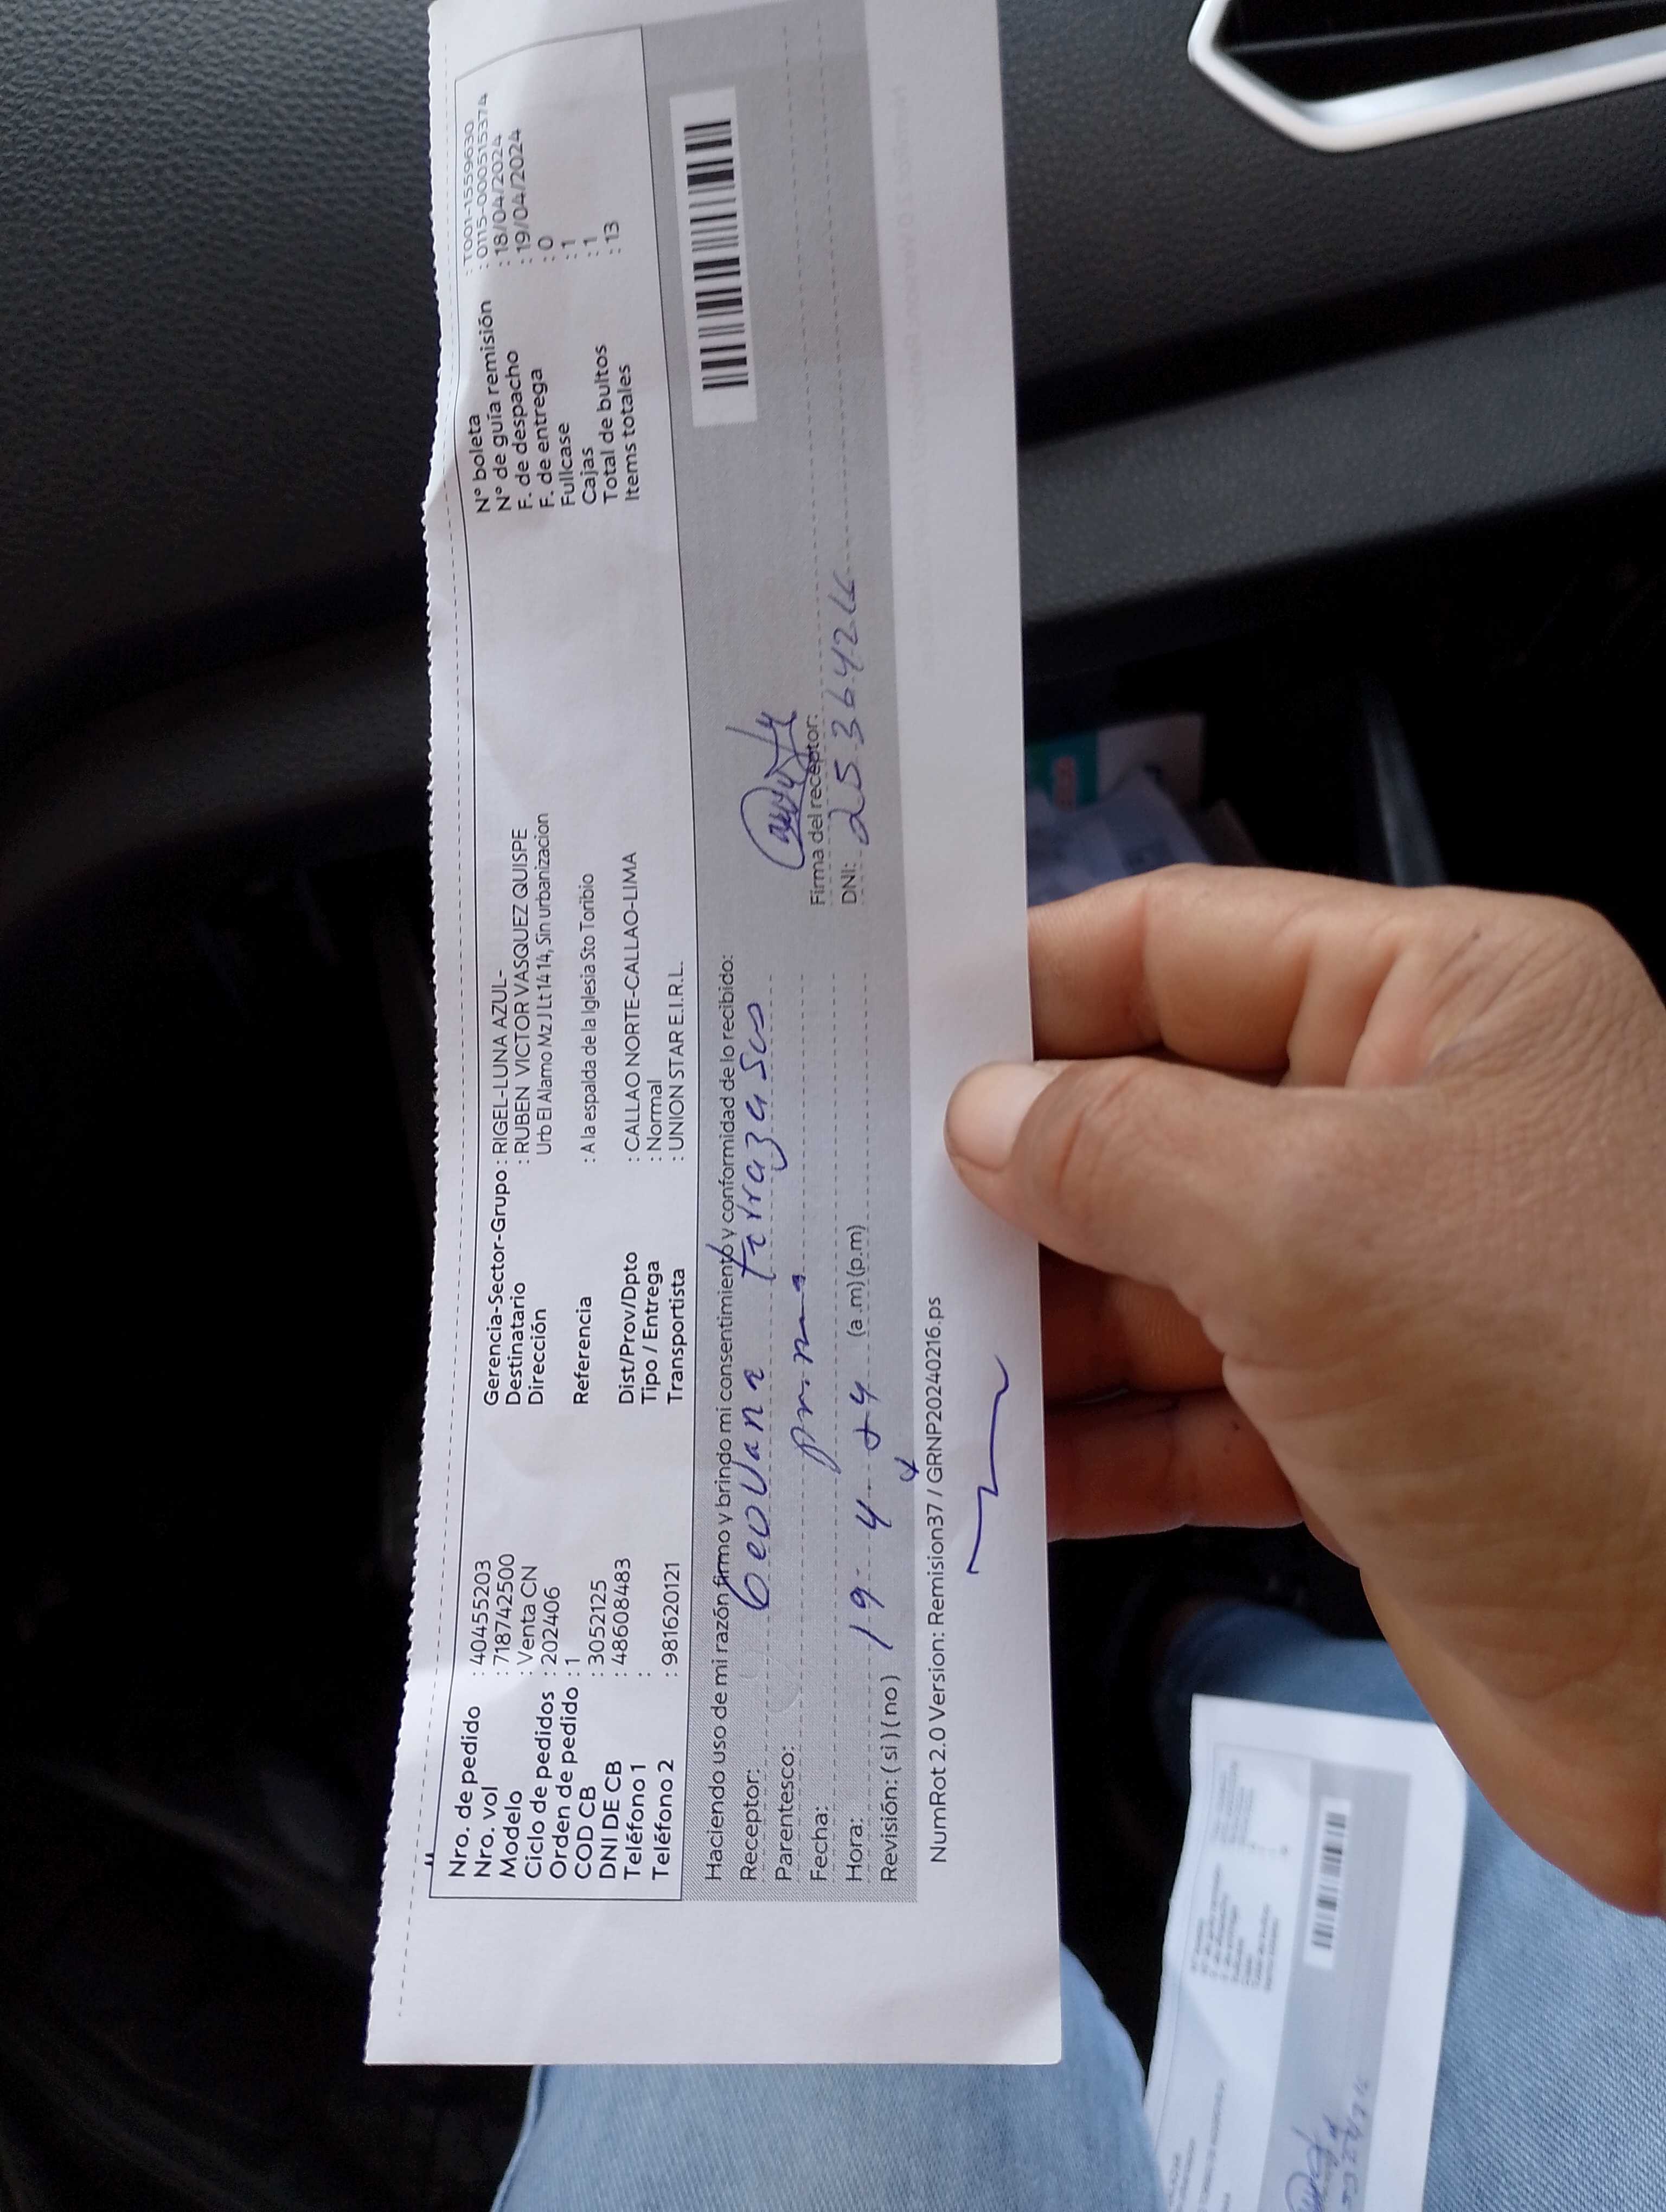 Nro. de pedido : 40455203
Nro. vol : 718742500
Modelo : Venta CN
Ciclo de pedidos : 202406
Orden de pedido : 1
COD CB : 3052125
DNI DE CB : 48608483
Teléfono 1 :
Teléfono 2 : 981620121
Gerencia-Sector-Grupo : RIGEL-LUNA AZUL-
Destinatario : RUBEN VICTOR VASQUEZ QUISPE
Dirección Urb El Alamo Mz J Lt 14 14, Sin urbanizacion
Referencia : A la espalda de la Iglesia Sto Toribio
Dist/Prov/Dpto : CALLAO NORTE-CALLAO-LIMA
Tipo / Entrega : Normal
Transportista : UNION STAR E.I.R.L.
N° boleta : T001-1559630
N° de guía remisión : 0115-000515374
F. de despacho : 18/04/2024
F. de entrega : 19/04/2024
Fullcase : 0
Cajas : 1
Total de bultos : 1
Items totales : 13
Haciendo uso de mi razón firmo y brindo mi consentimiento y conformidad de lo recibido:
Receptor: Geovana
Parentesco: prima
Fecha: 19-4-24
Hora: (a .m) (p.m)
Revisión: ( si ) ( no )
Firma del receptor:
DNI:
NumRot 2.0 Version: Remision37 / GRNP20240216.ps